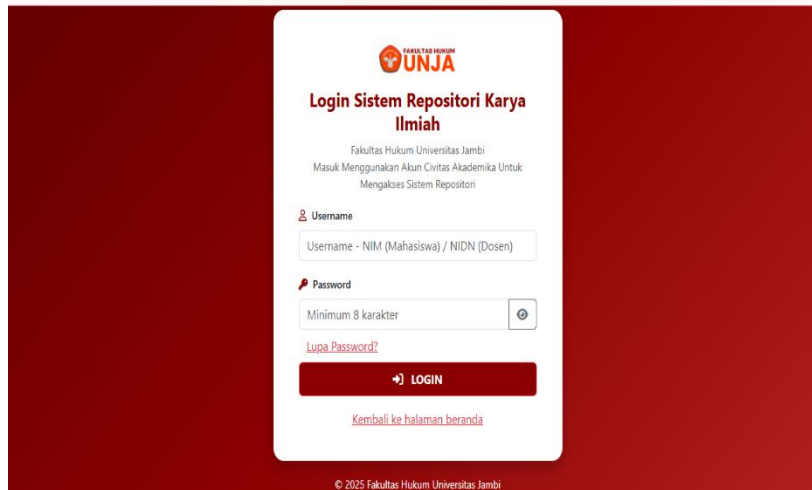 FAKULTAS HUKUM
UNJA
Login Sistem Repositori Karya
Ilmiah
Fakultas Hukum Universitas Jambi
Masuk Menggunakan Akun Civitas Akademika Untuk
Mengakses Sistem Repositori
Username
Username - NIM (Mahasiswa) / NIDN (Dosen)
Password
Minimum 8 karakter
Lupa Password?
LOGIN
Kembali ke halaman beranda
© 2025 Fakultas Hukum Universitas Jambi